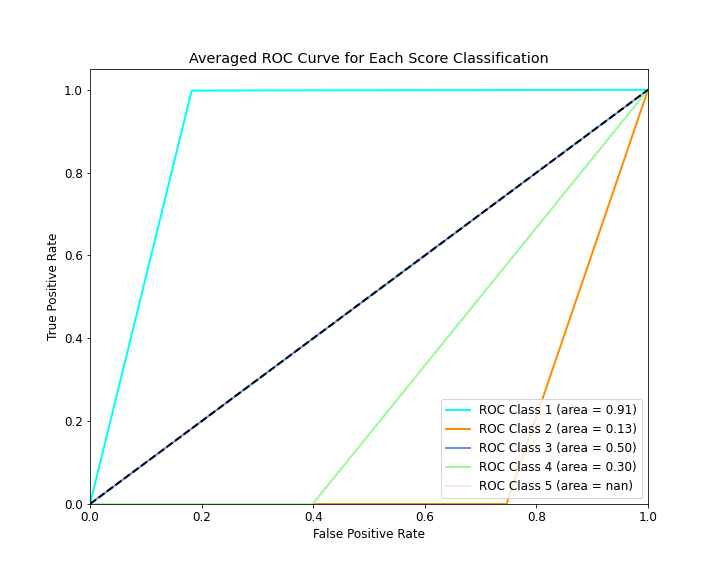 Averaged ROC Curve for Each Score Classification
True Positive Rate
1.0
0.8
0.6
0.4
0.2
0.0
ROC Class 1 (area = 0.91)
ROC Class 2 (area = 0.13)
ROC Class 3 (area = 0.50)
ROC Class 4 (area = 0.30)
ROC Class 5 (area = nan)
0.0 0.2 0.4 0.6 0.8 1.0
False Positive Rate